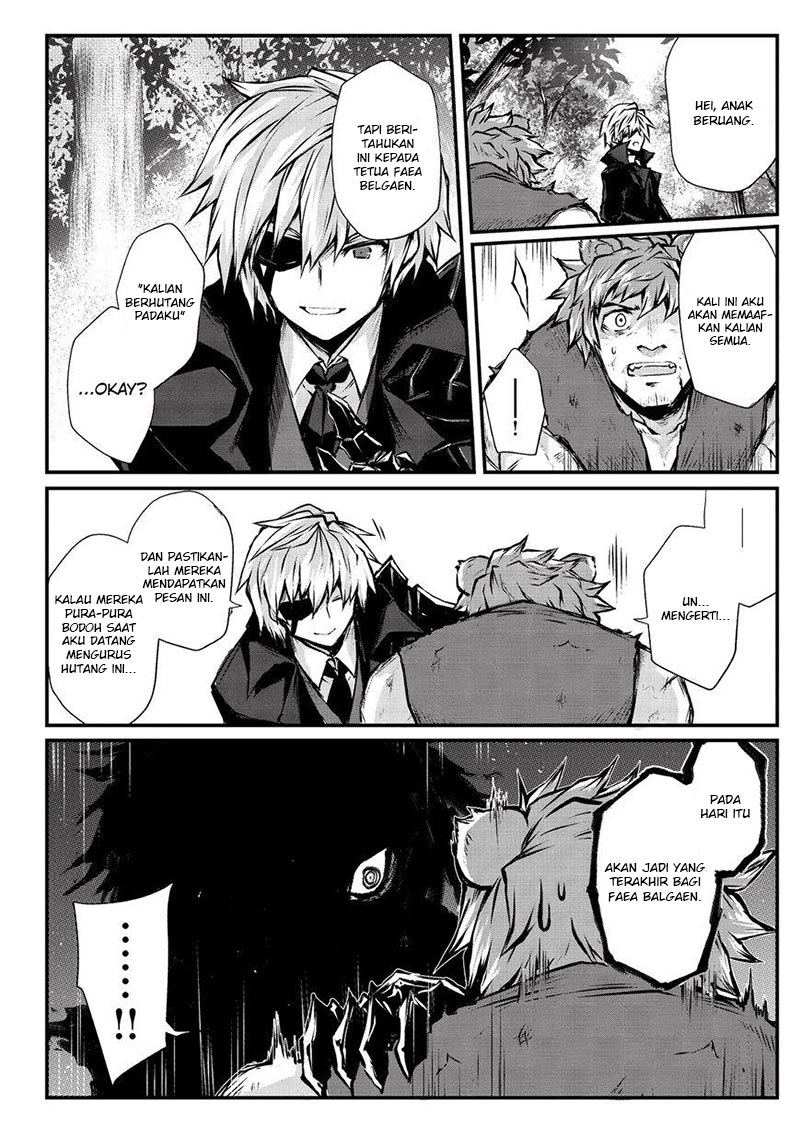 HEI, ANAK
BERUANG.
KALI INI AKU
AKAN MEMAAF-
KAN KALIAN
SEMUA.
—!
TAPI BERI-
TAHUKAN
INI KEPADA
TETUA FAEA
BELGAEN.
"KALIAN
BERHUTANG
PADAKU"
...OKAY?
UN...
MENGERTI...
DAN PASTIKAN-
LAH MEREKA
MENDAPATKAN
PESAN INI.
KALAU MEREKA
PURA-PURA
BODOH SAAT
AKU DATANG
MENGURUS
HUTANG INI...
PADA
HARI ITU
AKAN JADI YANG
TERAKHIR BAGI
FAEA BALGAEN.
......!!